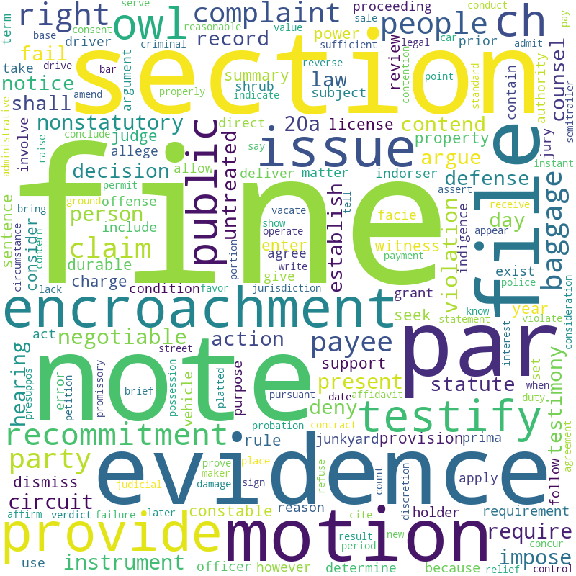 serve
term
base
right
owl
consent
driver
criminal
reasonable
complaint
value
record
proceeding
sale
power
sufficient
people
figure
car
prior
conduct
legal
admit
pay
ch
fail
take
drive
bar
section
summary
shrub
indicate
reverse
law
subject
review
point
convention
standard
contain
authority
counsel
jury
semitrailer
notice
shall
amend
properly
argument
nonstatutory
involve
judge
allege
direct
say
20a
license
contend
administrative
raise
conclude
decision
allow
deliver
issue
matter
property
indorser
argue
assert
instant
ground
permit
public
untreated
vacate
facie
defense
indigence
receive
file
sentence
consider
person
offense
include
show
operate
tell
witness
appear
day
baggage
circumstance
bring
claim
durable
fine
enter
agree
write
establish
payment
violation
exist
police
lack
charge
condition
portion
favor
give
jurisdiction
grant
year
know
statement
violate
consideration
encroachment
seek
act
negotiable
street
action
payee
par
interest
when
set
duty
agreement
hearing
presuppos
error
petition
promissory
note
brief
possession
platted
vehicle
purpose
pursuant
support
date
present
affidavit
statute
deny
contract
testify
testimony
recommitment
probation
rule
junkyard
provision
prima
party
dismiss
circuit
judicial
prove
maker
damage
place
sign
evidence
refuse
count
discretion
holder
apply
follow
requirement
affirm
verdict
failure
later
constable
reason
cite
concur
provide
motion
result
period
new
require
impose
use
instrument
officer
however
determine
because
relief
control